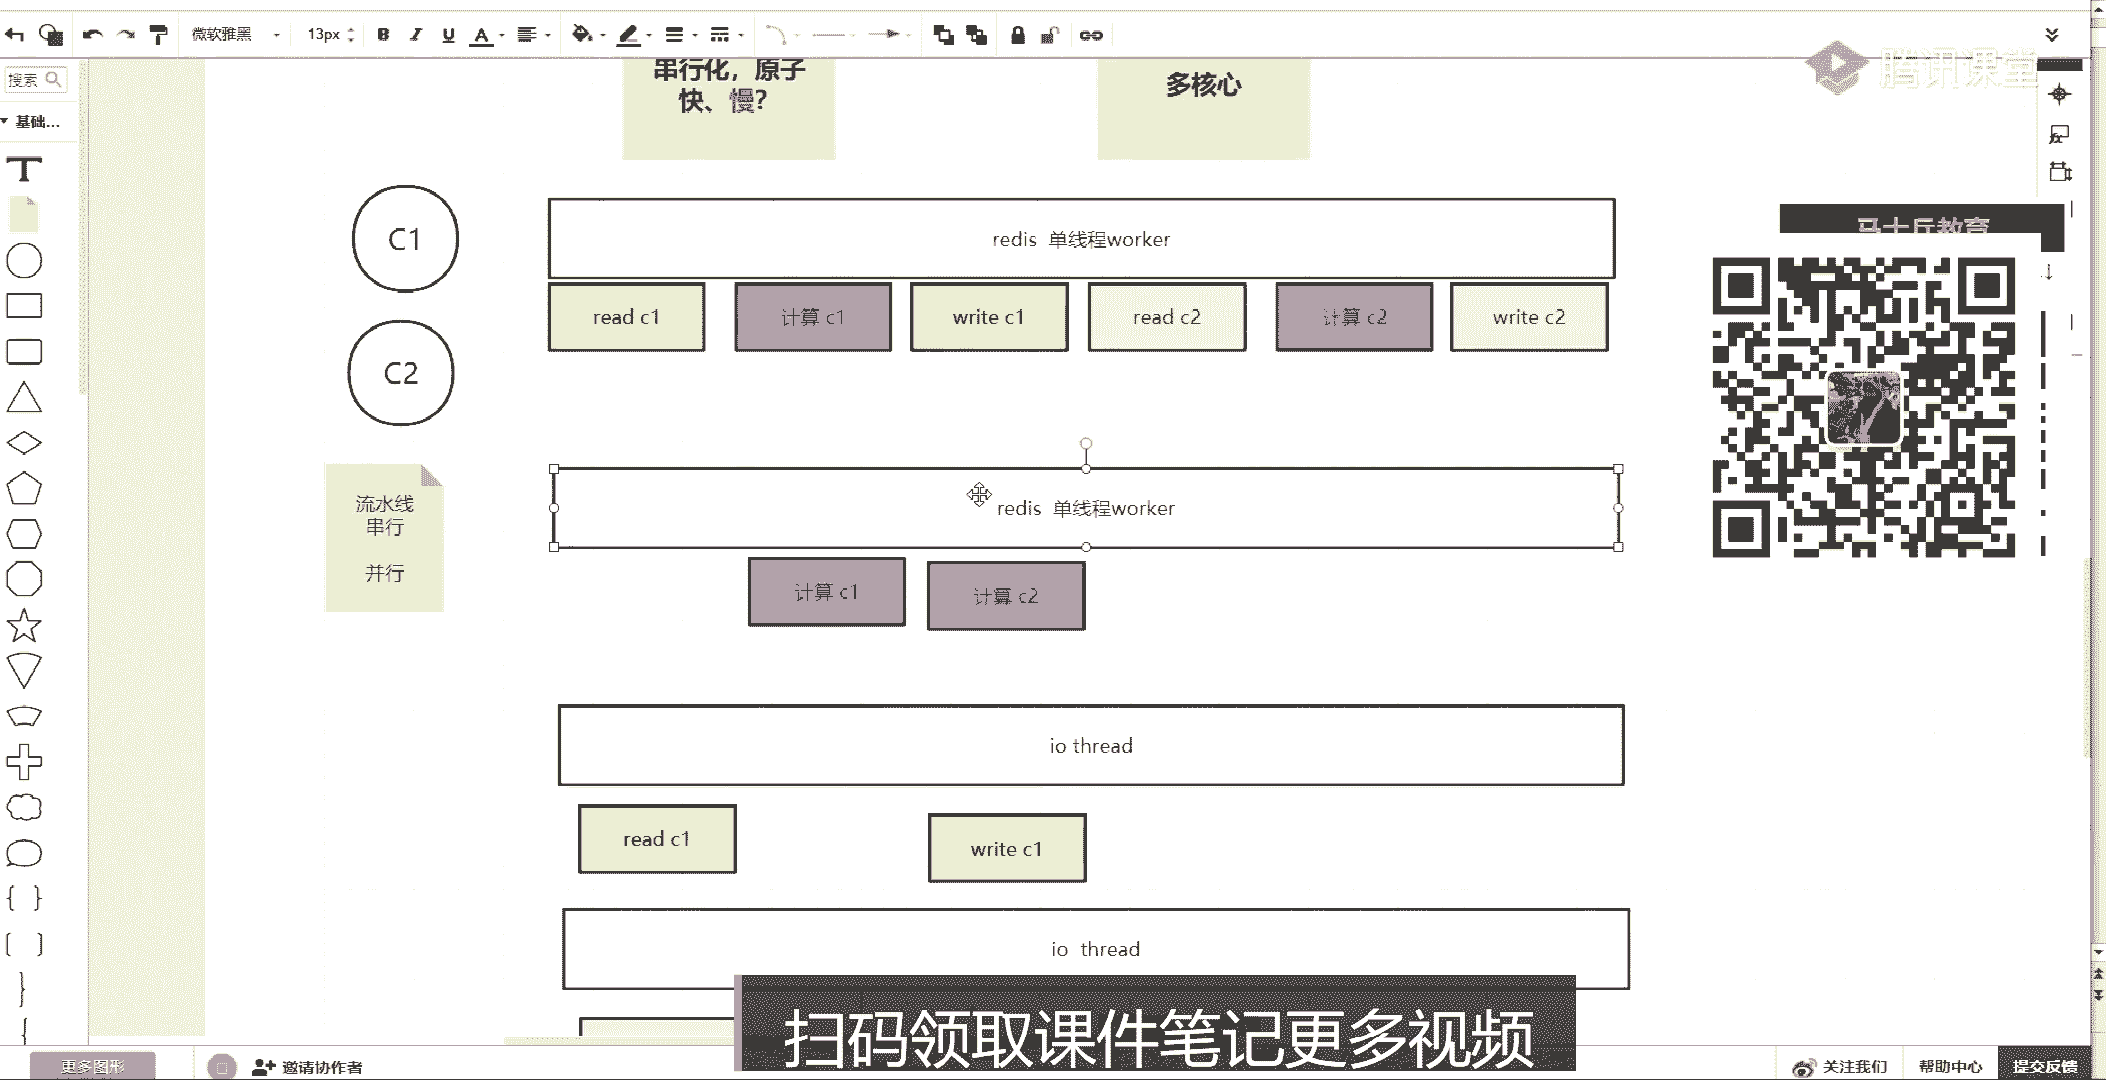 微软雅黑
13px
B
I
U
A
腾讯课堂
搜索
串行化，原子
快、慢？
多核心
基础...
T
马士兵教育
C1
redis 单线程worker
read c1
计算 c1
write c1
read c2
计算 c2
write c2
C2
流水线
串行
并行
redis 单线程worker
计算 c1
计算 c2
io thread
read c1
write c1
io thread
扫码领取课件笔记更多视频
更多图形
邀请协作者
关注我们
帮助中心
提交反馈